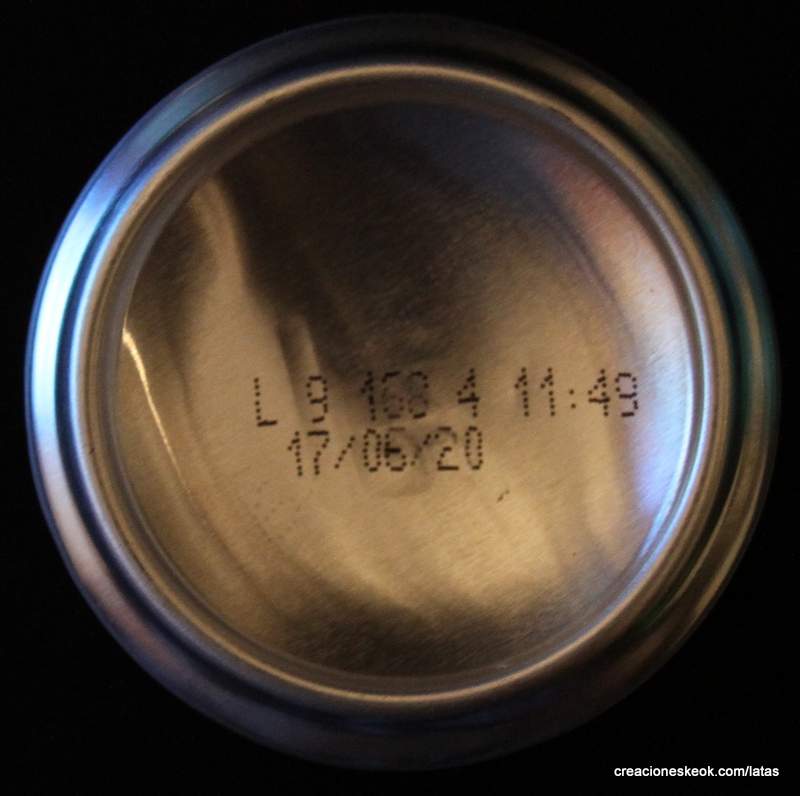 L 9 168 4 11:49
17/06/20
creacioneskeok.com/latas